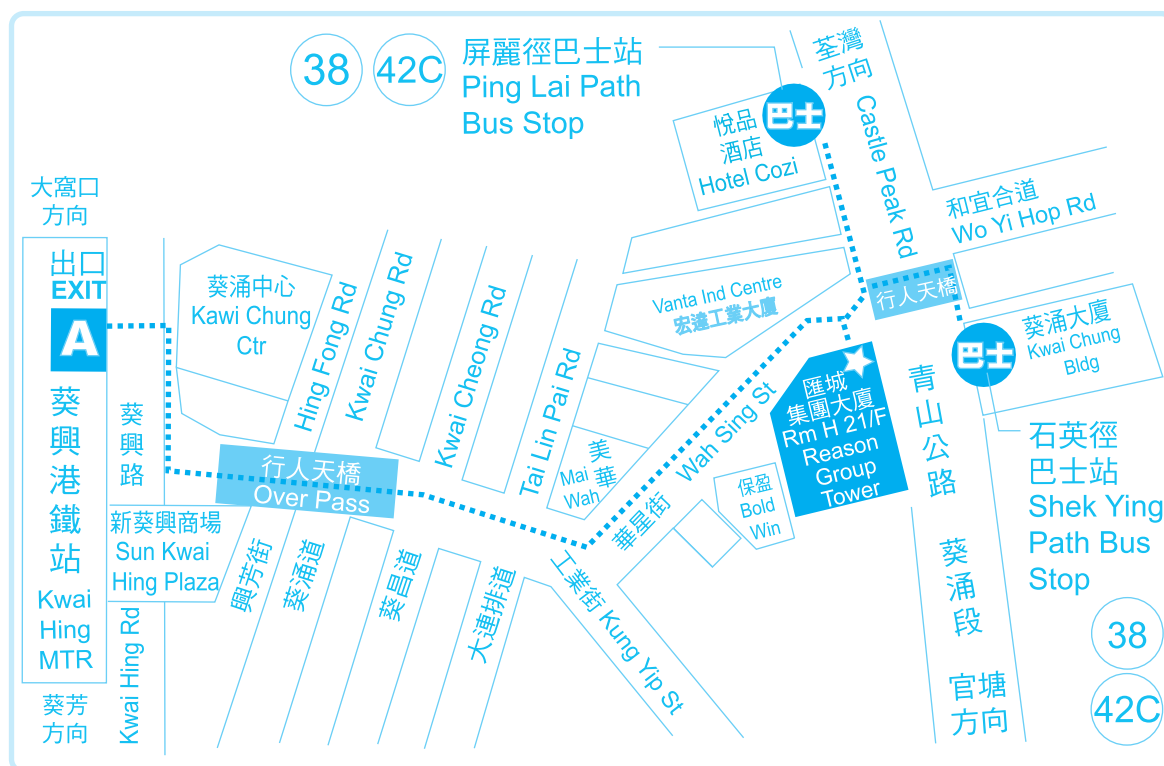 38
42C
屏麗徑巴士站
Ping Lai Path
Bus Stop
荃灣
方向
巴士
Castle Peak Rd
悅品
酒店
Hotel Cozi
和宜合道
Wo Yi Hop Rd
大窩口
方向
出口
EXIT
A
葵興港鐵站
Kwai
Hing
MTR
葵芳
方向
葵興路
Kwai Hing Rd
葵涌中心
Kawi Chung
Ctr
Hing Fong Rd
Kwai Chung Rd
Kwai Cheong Rd
Tai Lin Pai Rd
行人天橋
Over Pass
新葵興商場
Sun Kwai
Hing Plaza
興芳街
葵涌道
葵昌道
大連排道
工業街 Kung Yip St
華星街 Wah Sing St
Vanta Ind Centre
宏達工業大廈
美華
Mai
Wah
保盈
Bold
Win
匯城
集團大廈
Rm H 21/F
Reason
Group
Tower
行人天橋
巴士
葵涌大廈
Kwai Chung
Bldg
青山公路
葵涌段
官塘
方向
石英徑
巴士站
Shek Ying
Path Bus
Stop
38
42C